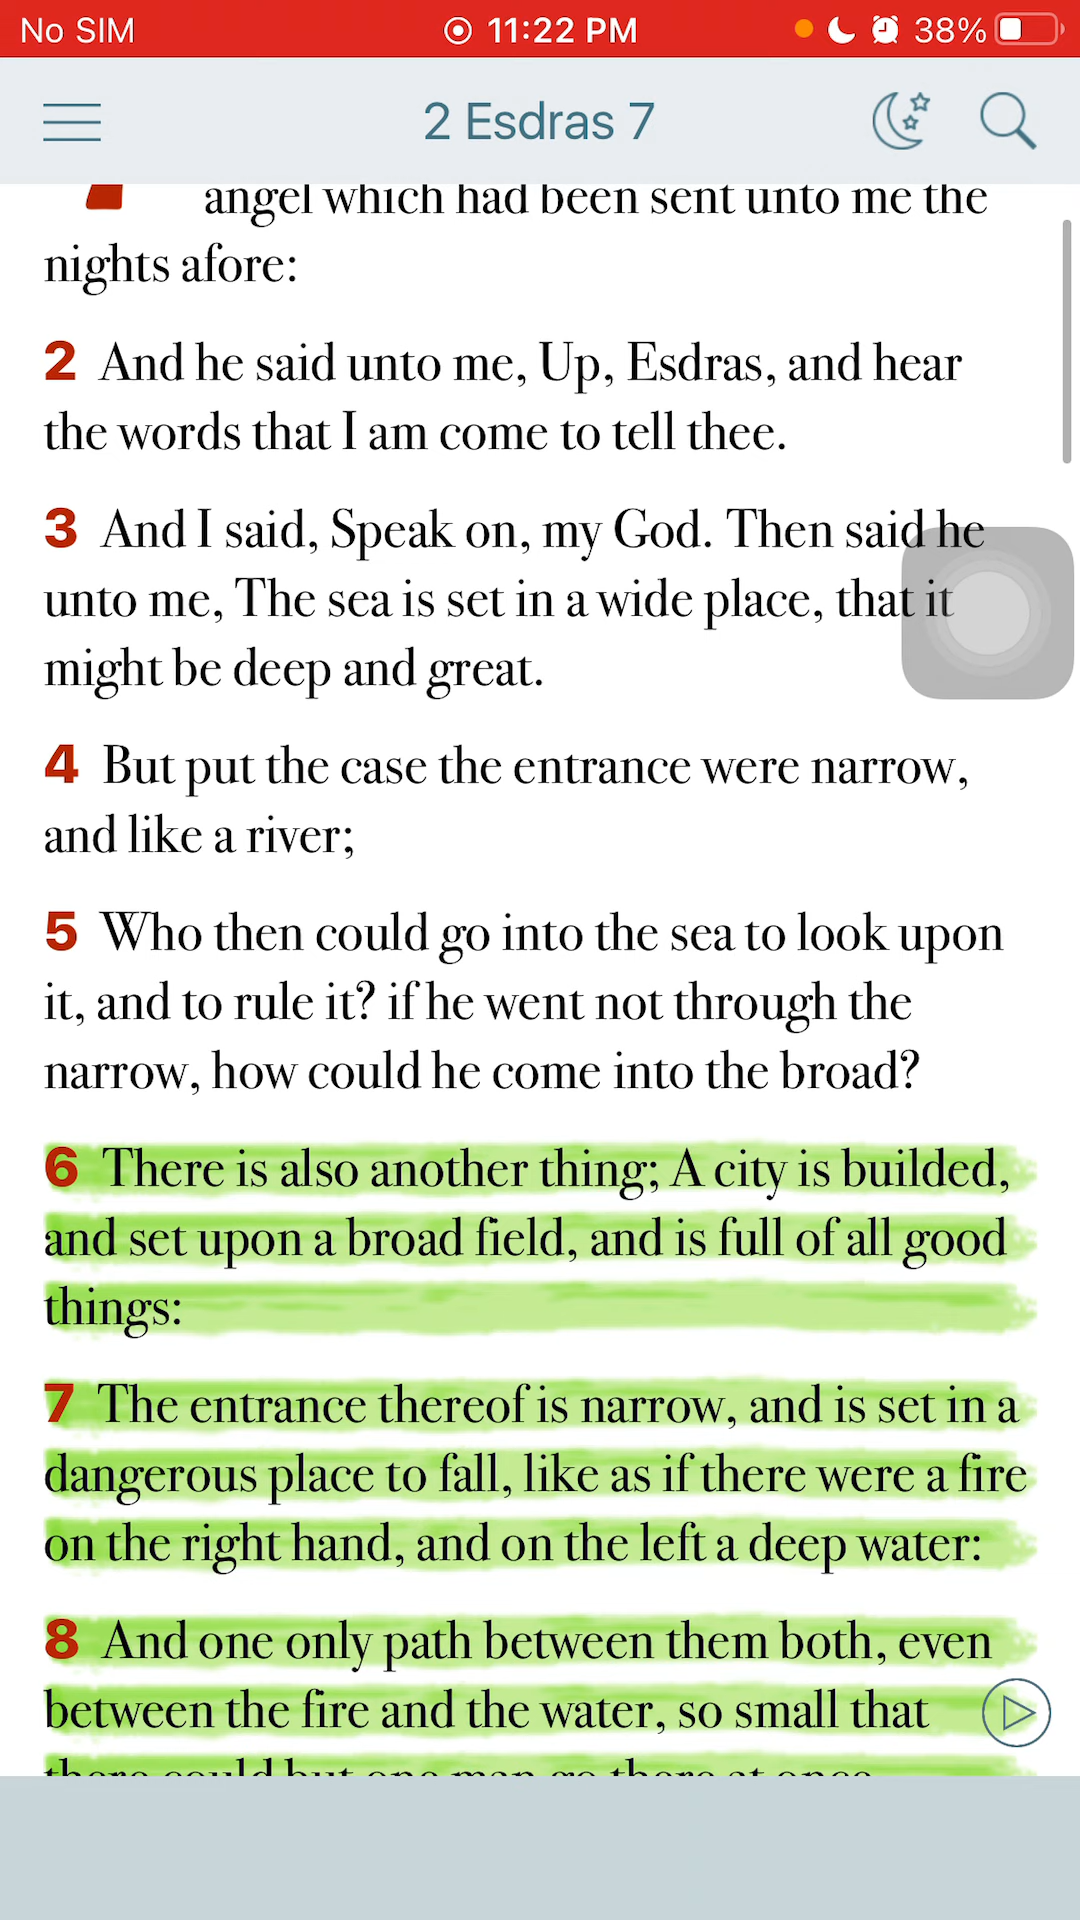 No SIM 11:22 PM 38%
2 Esdras 7
angel which had been sent unto me the
nights afore:
2 And he said unto me, Up, Esdras, and hear
the words that I am come to tell thee.
3 And I said, Speak on, my God. Then said he
unto me, The sea is set in a wide place, that it
might be deep and great.
4 But put the case the entrance were narrow,
and like a river;
5 Who then could go into the sea to look upon
it, and to rule it? if he went not through the
narrow, how could he come into the broad?
6 There is also another thing; A city is builded,
and set upon a broad field, and is full of all good
things:
7 The entrance thereof is narrow, and is set in a
dangerous place to fall, like as if there were a fire
on the right hand, and on the left a deep water:
8 And one only path between them both, even
between the fire and the water, so small that
there could but one man go there at once.